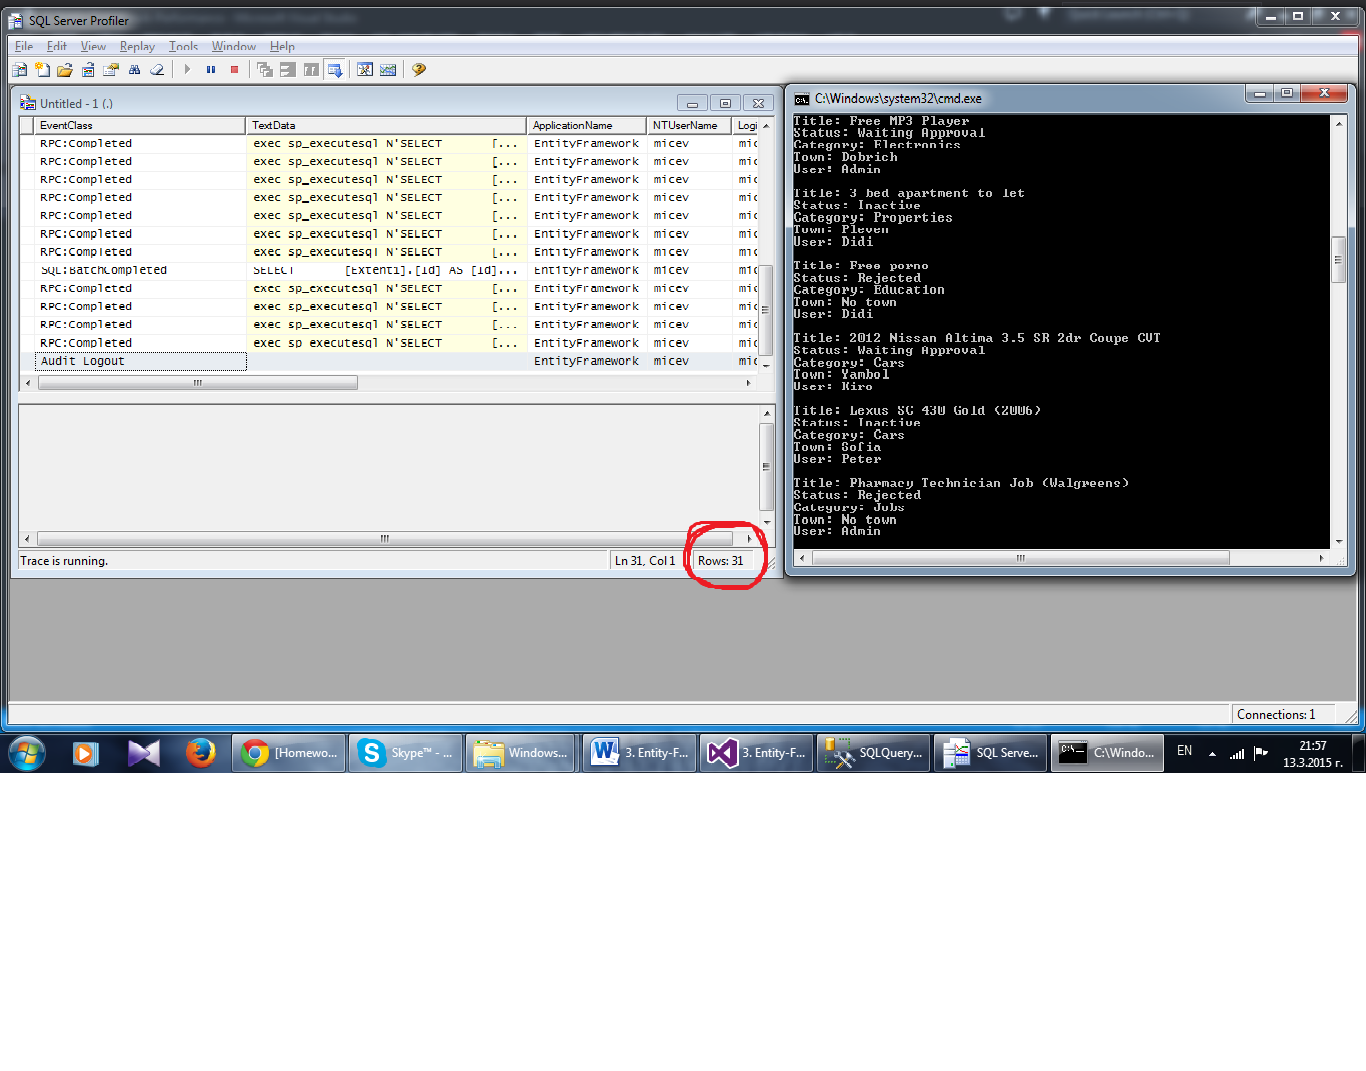 SQL Server Profiler
File Edit View Replay Tools Window Help
Untitled - 1 (.)
EventClass TextData ApplicationName NTUserName Logi
RPC:Completed exec sp_executesql N'SELECT [... EntityFramework micev mic
RPC:Completed exec sp_executesql N'SELECT [... EntityFramework micev mic
RPC:Completed exec sp_executesql N'SELECT [... EntityFramework micev mic
RPC:Completed exec sp_executesql N'SELECT [... EntityFramework micev mic
RPC:Completed exec sp_executesql N'SELECT [... EntityFramework micev mic
RPC:Completed exec sp_executesql N'SELECT [... EntityFramework micev mic
RPC:Completed exec sp_executesql N'SELECT [... EntityFramework micev mic
SQL:BatchCompleted SELECT [Extent1].[Id] AS [Id]... EntityFramework micev mic
RPC:Completed exec sp_executesql N'SELECT [... EntityFramework micev mic
RPC:Completed exec sp_executesql N'SELECT [... EntityFramework micev mic
RPC:Completed exec sp_executesql N'SELECT [... EntityFramework micev mic
RPC:Completed exec sp_executesql N'SELECT [... EntityFramework micev mic
Audit Logout EntityFramework micev mic
Trace is running. Ln 31, Col 1 Rows: 31
C:\Windows\system32\cmd.exe
Title: Free MP3 Player
Status: Waiting Approval
Category: Electronics
Town: Dobrich
User: Admin
Title: 3 bed apartment to let
Status: Inactive
Category: Properties
Town: Pleven
User: Didi
Title: Free porno
Status: Rejected
Category: Education
Town: No town
User: Didi
Title: 2012 Nissan Altima 3.5 SR 2dr Coupe CVT
Status: Waiting Approval
Category: Cars
Town: Yambol
User: Kiro
Title: Lexus SC 430 Gold (2006)
Status: Inactive
Category: Cars
Town: Sofia
User: Peter
Title: Pharmacy Technician Job (Walgreens)
Status: Rejected
Category: Jobs
Town: No town
User: Admin
Connections: 1
[Homewo... Skype™ - ... Windows... 3. Entity-F... 3. Entity-F... SQLQuery... SQL Serve... C:\Windo... EN 21:57
13.3.2015 г.